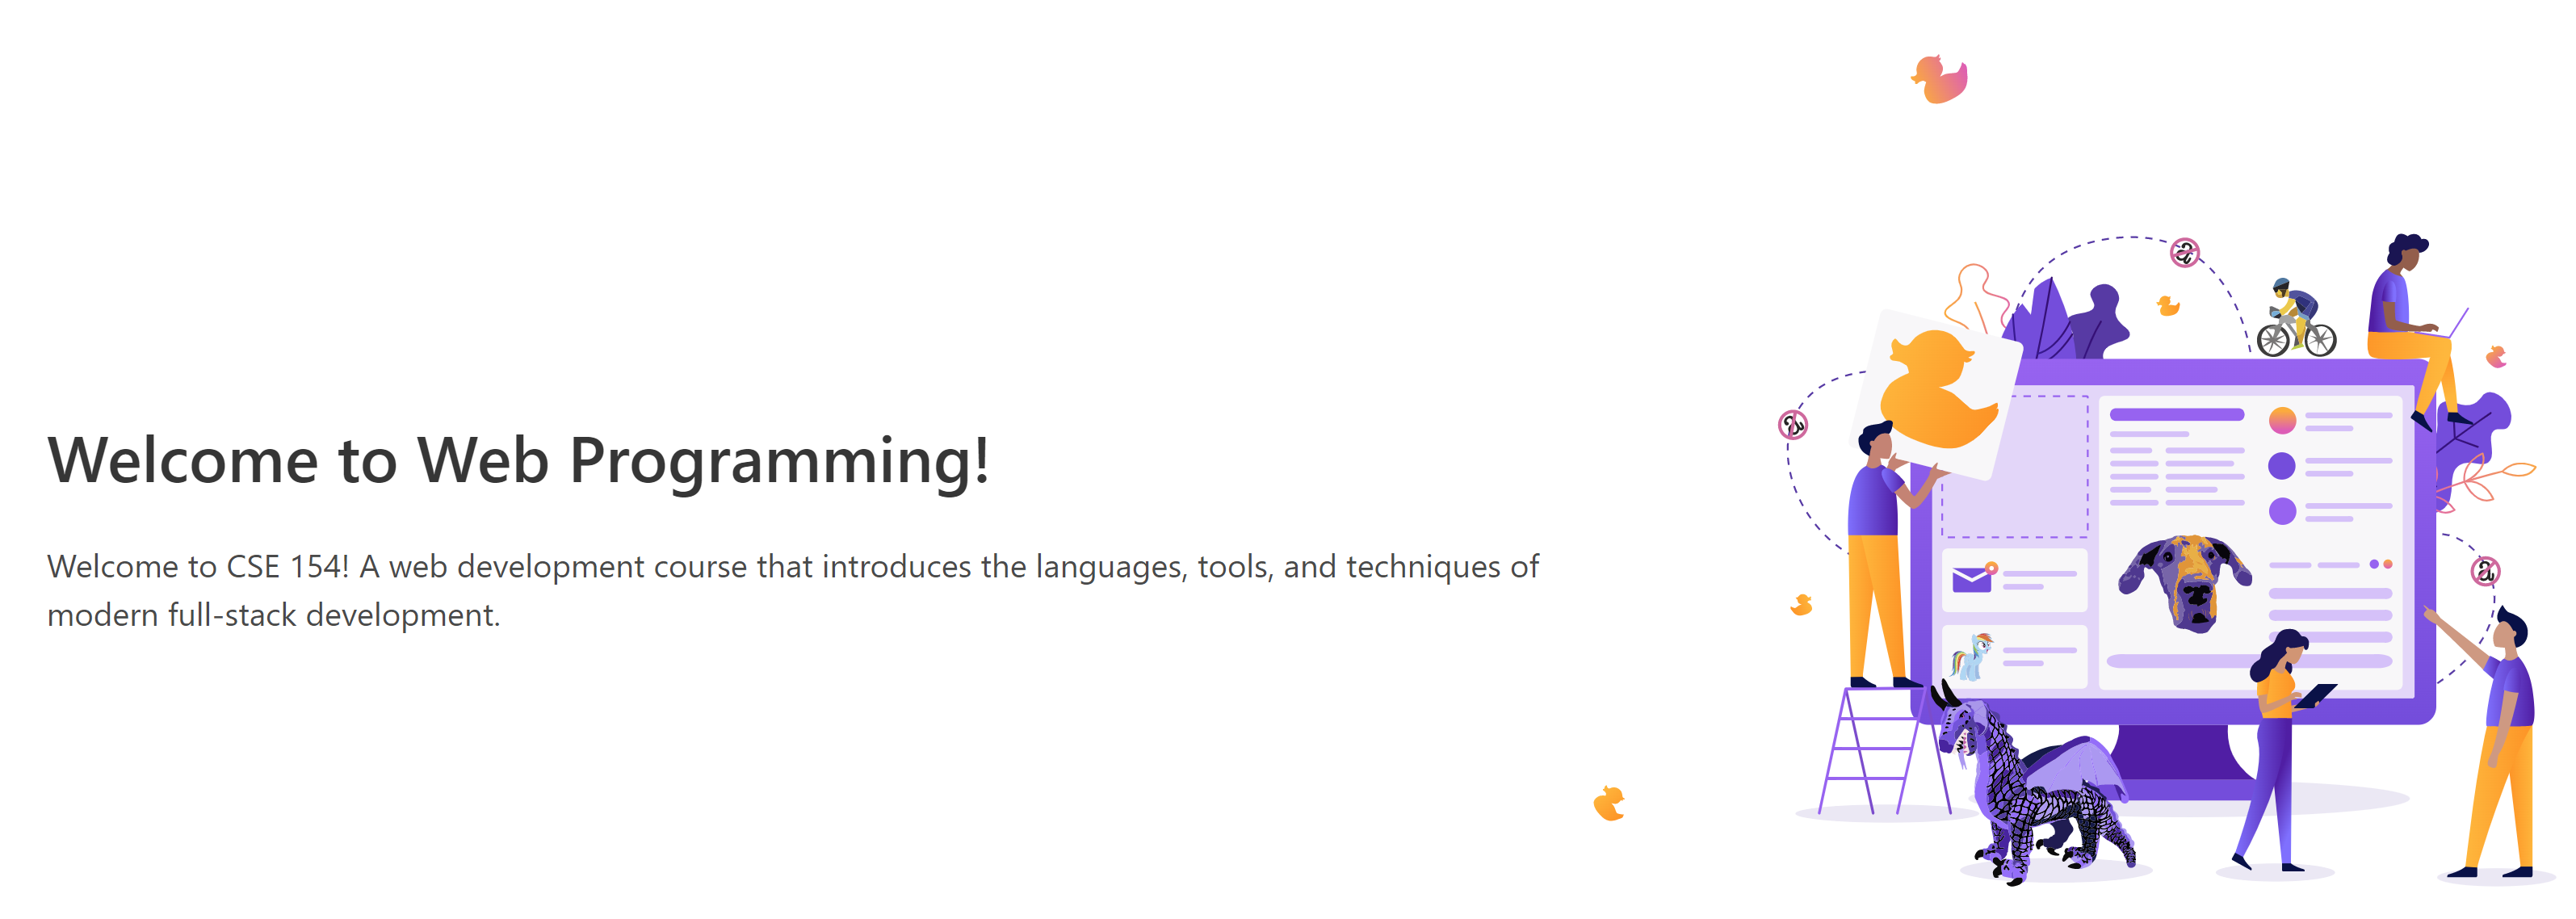 Welcome to Web Programming!
Welcome to CSE 154! A web development course that introduces the languages, tools, and techniques of
modern full-stack development.